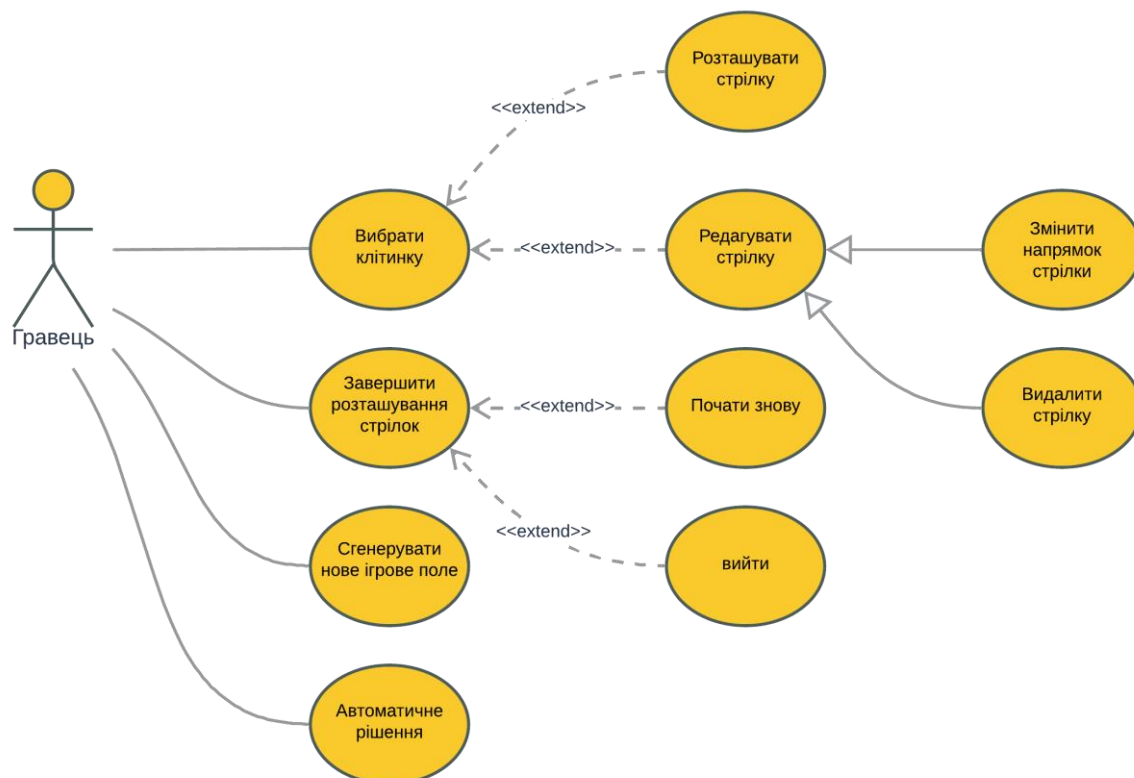 Розташувати
стрілку
<<extend>>
Вибрати
клітинку
<<extend>>
Редагувати
стрілку
Змінити
напрямок
стрілки
Гравець
Завершити
розташування
стрілок
<<extend>>
Почати знову
Видалити
стрілку
<<extend>>
Сгенерувати
нове ігрове поле
вийти
Автоматичне
рішення